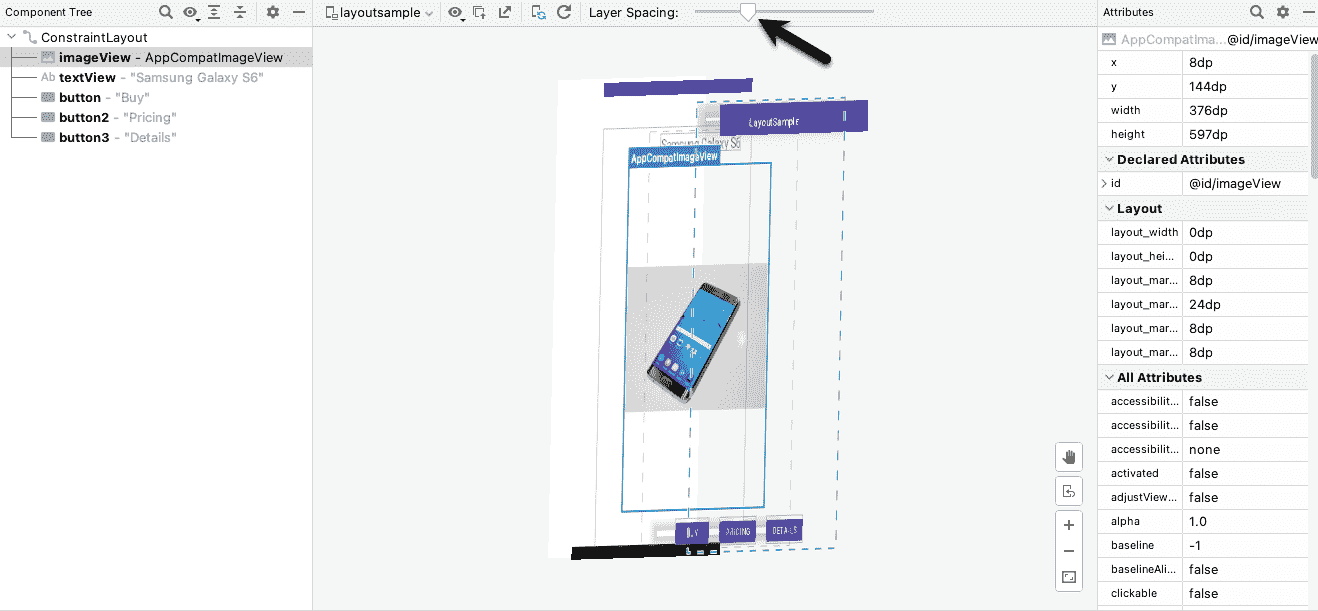 Component Tree
layoutsample
Layer Spacing:
Attributes
ConstraintLayout
imageView - AppCompatImageView
textView - "Samsung Galaxy S6"
button - "Buy"
button2 - "Pricing"
button3 - "Details"
Ab
LayoutSample
Samsung Galaxy S6
AppCompatImageView
BUY
PRICING
DETAILS
AppCompatIma... @id/imageView
x 8dp
y 144dp
width 376dp
height 597dp
Declared Attributes
id @id/imageView
Layout
layout_width 0dp
layout_hei... 0dp
layout_mar... 8dp
layout_mar... 24dp
layout_mar... 8dp
layout_mar... 8dp
All Attributes
accessibilit... false
accessibilit... false
accessibilit... none
activated false
adjustView... false
alpha 1.0
baseline -1
baselineAli... false
clickable false